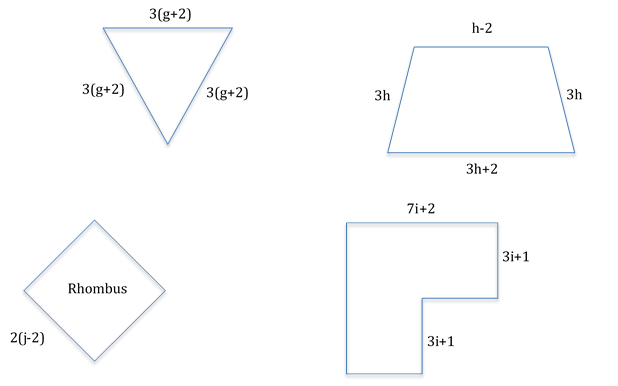 3(g+2)
3(g+2)
3(g+2)
h-2
3h
3h
3h+2
Rhombus
2(j-2)
7i+2
3i+1
3i+1